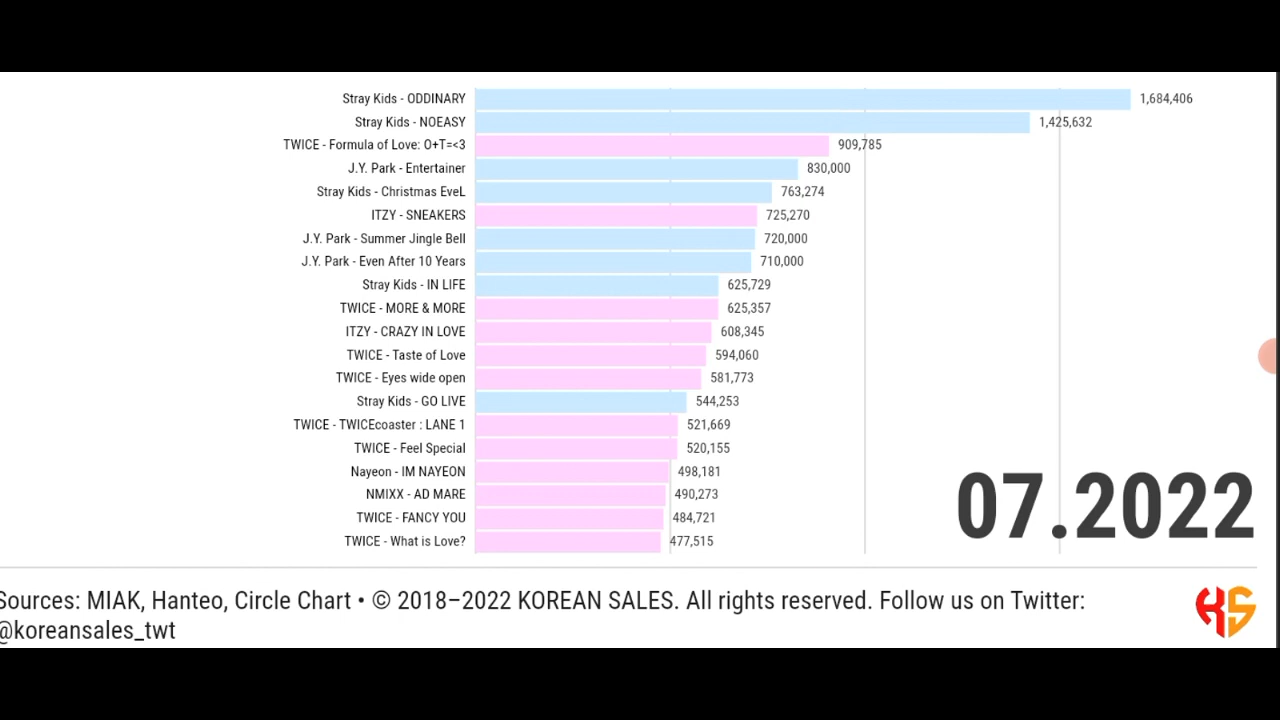 Stray Kids - ODDINARY 1,684,406
Stray Kids - NOEASY 1,425,632
TWICE - Formula of Love: O+T=<3 909,785
J.Y. Park - Entertainer 830,000
Stray Kids - Christmas EveL 763,274
ITZY - SNEAKERS 725,270
J.Y. Park - Summer Jingle Bell 720,000
J.Y. Park - Even After 10 Years 710,000
Stray Kids - IN LIFE 625,729
TWICE - MORE & MORE 625,357
ITZY - CRAZY IN LOVE 608,345
TWICE - Taste of Love 594,060
TWICE - Eyes wide open 581,773
Stray Kids - GO LIVE 544,253
TWICE - TWICEcoaster : LANE 1 521,669
TWICE - Feel Special 520,155
Nayeon - IM NAYEON 498,181
NMIXX - AD MARE 490,273
TWICE - FANCY YOU 484,721
TWICE - What is Love? 477,515
07.2022
Sources: MIAK, Hanteo, Circle Chart • © 2018–2022 KOREAN SALES. All rights reserved. Follow us on Twitter:
@koreansales_twt
KS